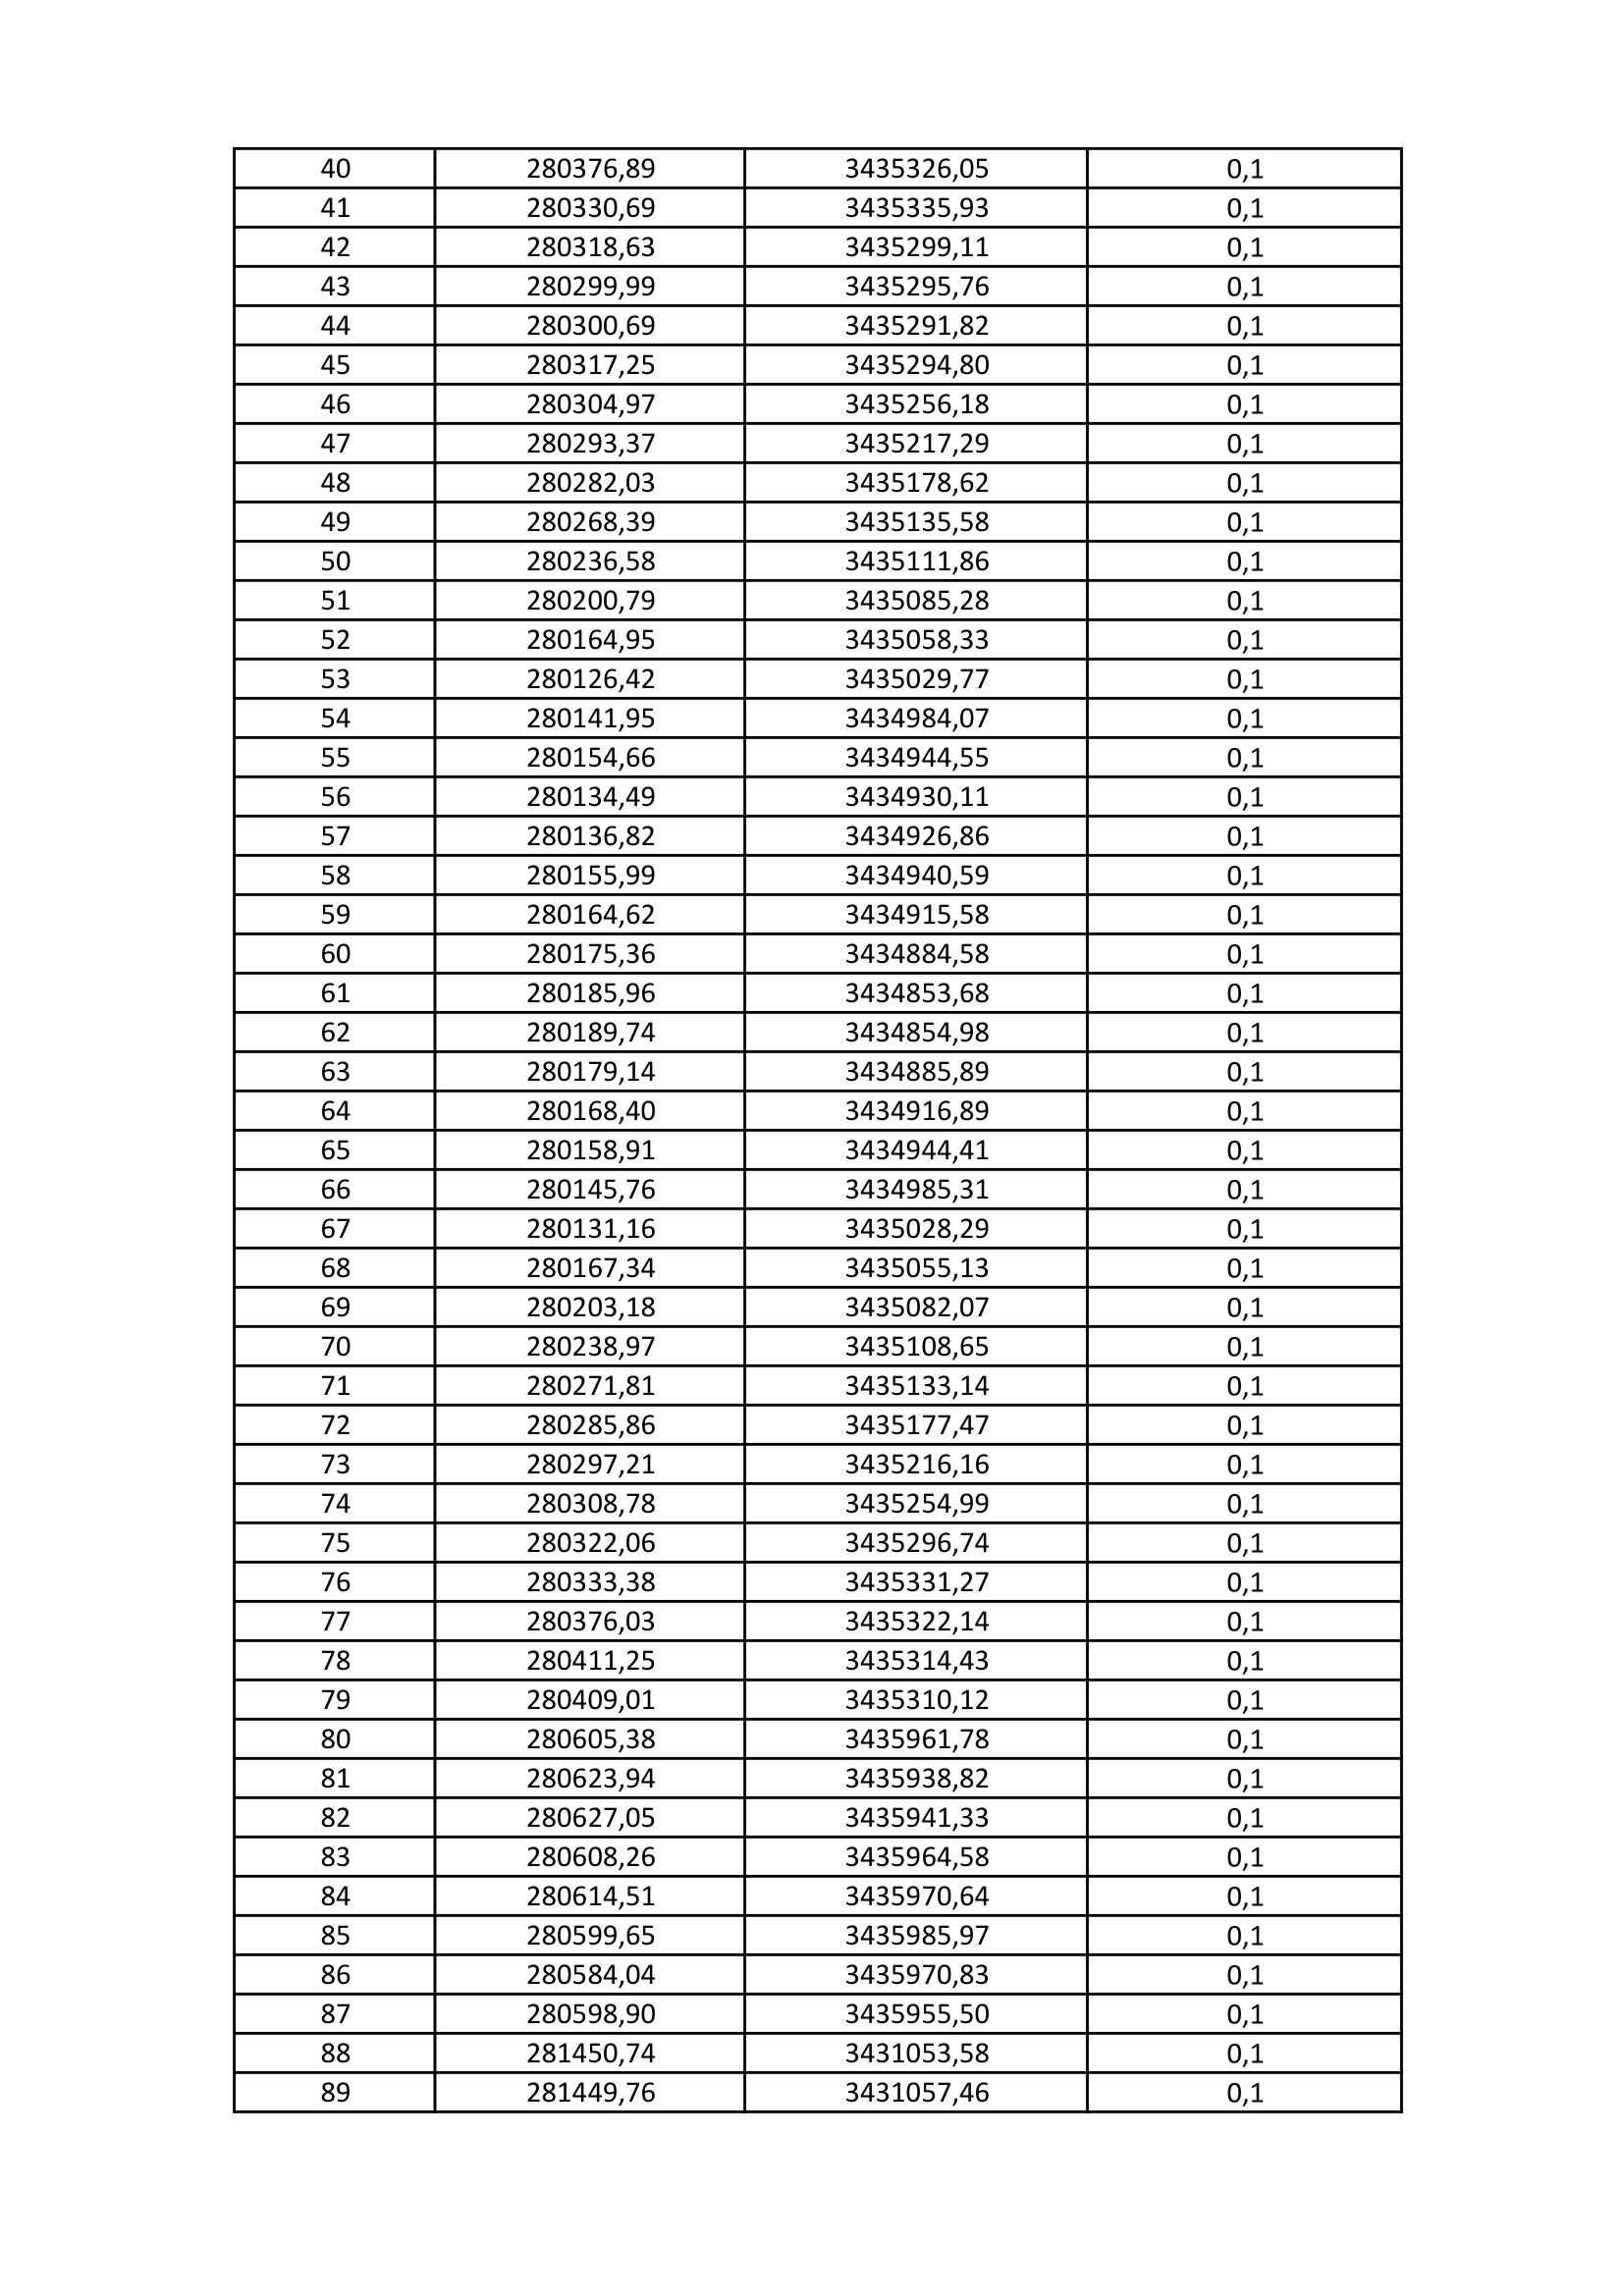 40 280376,89 3435326,05 0,1
41 280330,69 3435335,93 0,1
42 280318,63 3435299,11 0,1
43 280299,99 3435295,76 0,1
44 280300,69 3435291,82 0,1
45 280317,25 3435294,80 0,1
46 280304,97 3435256,18 0,1
47 280293,37 3435217,29 0,1
48 280282,03 3435178,62 0,1
49 280268,39 3435135,58 0,1
50 280236,58 3435111,86 0,1
51 280200,79 3435085,28 0,1
52 280164,95 3435058,33 0,1
53 280126,42 3435029,77 0,1
54 280141,95 3434984,07 0,1
55 280154,66 3434944,55 0,1
56 280134,49 3434930,11 0,1
57 280136,82 3434926,86 0,1
58 280155,99 3434940,59 0,1
59 280164,62 3434915,58 0,1
60 280175,36 3434884,58 0,1
61 280185,96 3434853,68 0,1
62 280189,74 3434854,98 0,1
63 280179,14 3434885,89 0,1
64 280168,40 3434916,89 0,1
65 280158,91 3434944,41 0,1
66 280145,76 3434985,31 0,1
67 280131,16 3435028,29 0,1
68 280167,34 3435055,13 0,1
69 280203,18 3435082,07 0,1
70 280238,97 3435108,65 0,1
71 280271,81 3435133,14 0,1
72 280285,86 3435177,47 0,1
73 280297,21 3435216,16 0,1
74 280308,78 3435254,99 0,1
75 280322,06 3435296,74 0,1
76 280333,38 3435331,27 0,1
77 280376,03 3435322,14 0,1
78 280411,25 3435314,43 0,1
79 280409,01 3435310,12 0,1
80 280605,38 3435961,78 0,1
81 280623,94 3435938,82 0,1
82 280627,05 3435941,33 0,1
83 280608,26 3435964,58 0,1
84 280614,51 3435970,64 0,1
85 280599,65 3435985,97 0,1
86 280584,04 3435970,83 0,1
87 280598,90 3435955,50 0,1
88 281450,74 3431053,58 0,1
89 281449,76 3431057,46 0,1